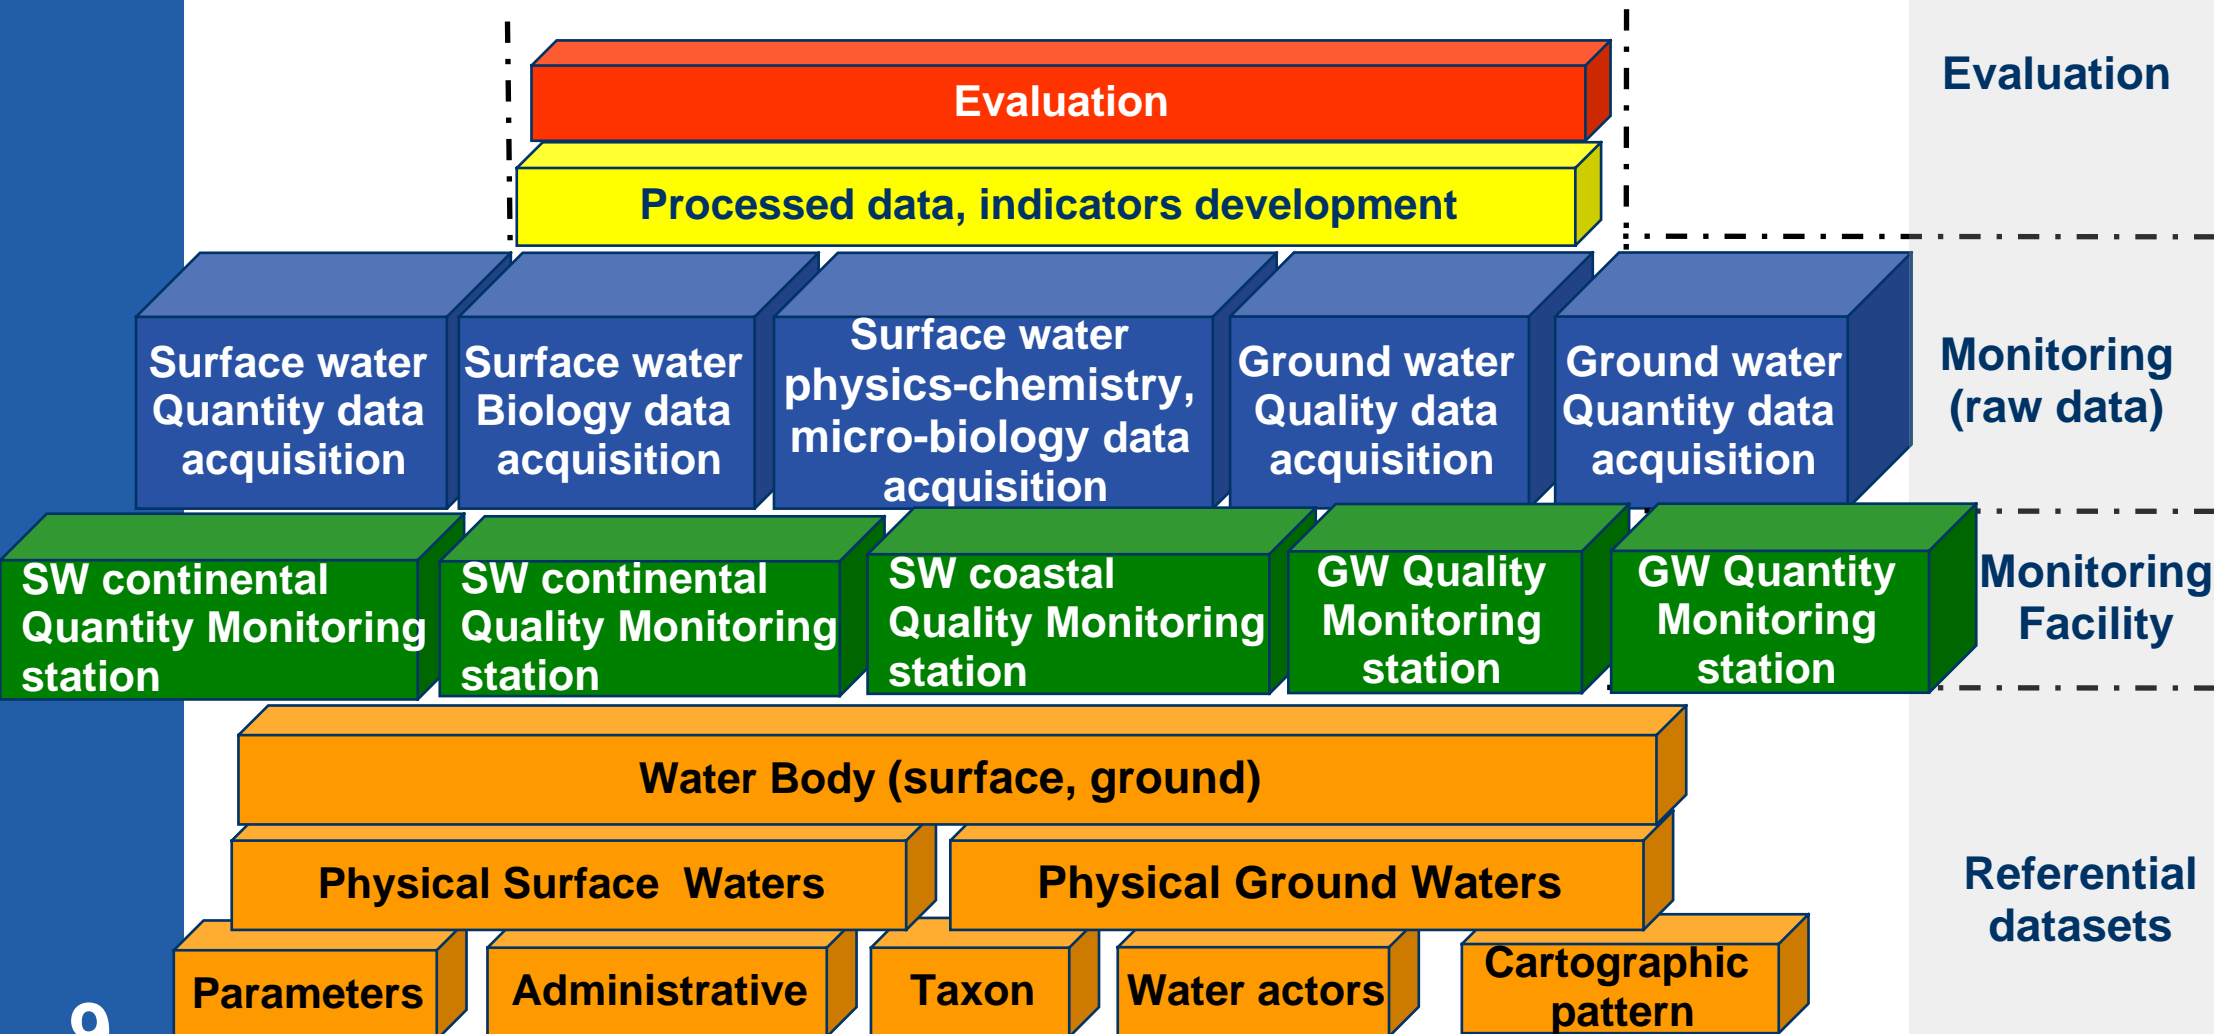 Evaluation
Evaluation
Processed data, indicators development
Surface water
Quantity data
acquisition
Surface water
Biology data
acquisition
Surface water
physics-chemistry,
micro-biology data
acquisition
Ground water
Quality data
acquisition
Ground water
Quantity data
acquisition
Monitoring
(raw data)
SW continental
Quantity Monitoring
station
SW continental
Quality Monitoring
station
SW coastal
Quality Monitoring
station
GW Quality
Monitoring
station
GW Quantity
Monitoring
station
Monitoring
Facility
Water Body (surface, ground)
Physical Surface Waters
Physical Ground Waters
Referential
datasets
Parameters
Administrative
Taxon
Water actors
Cartographic
pattern
9